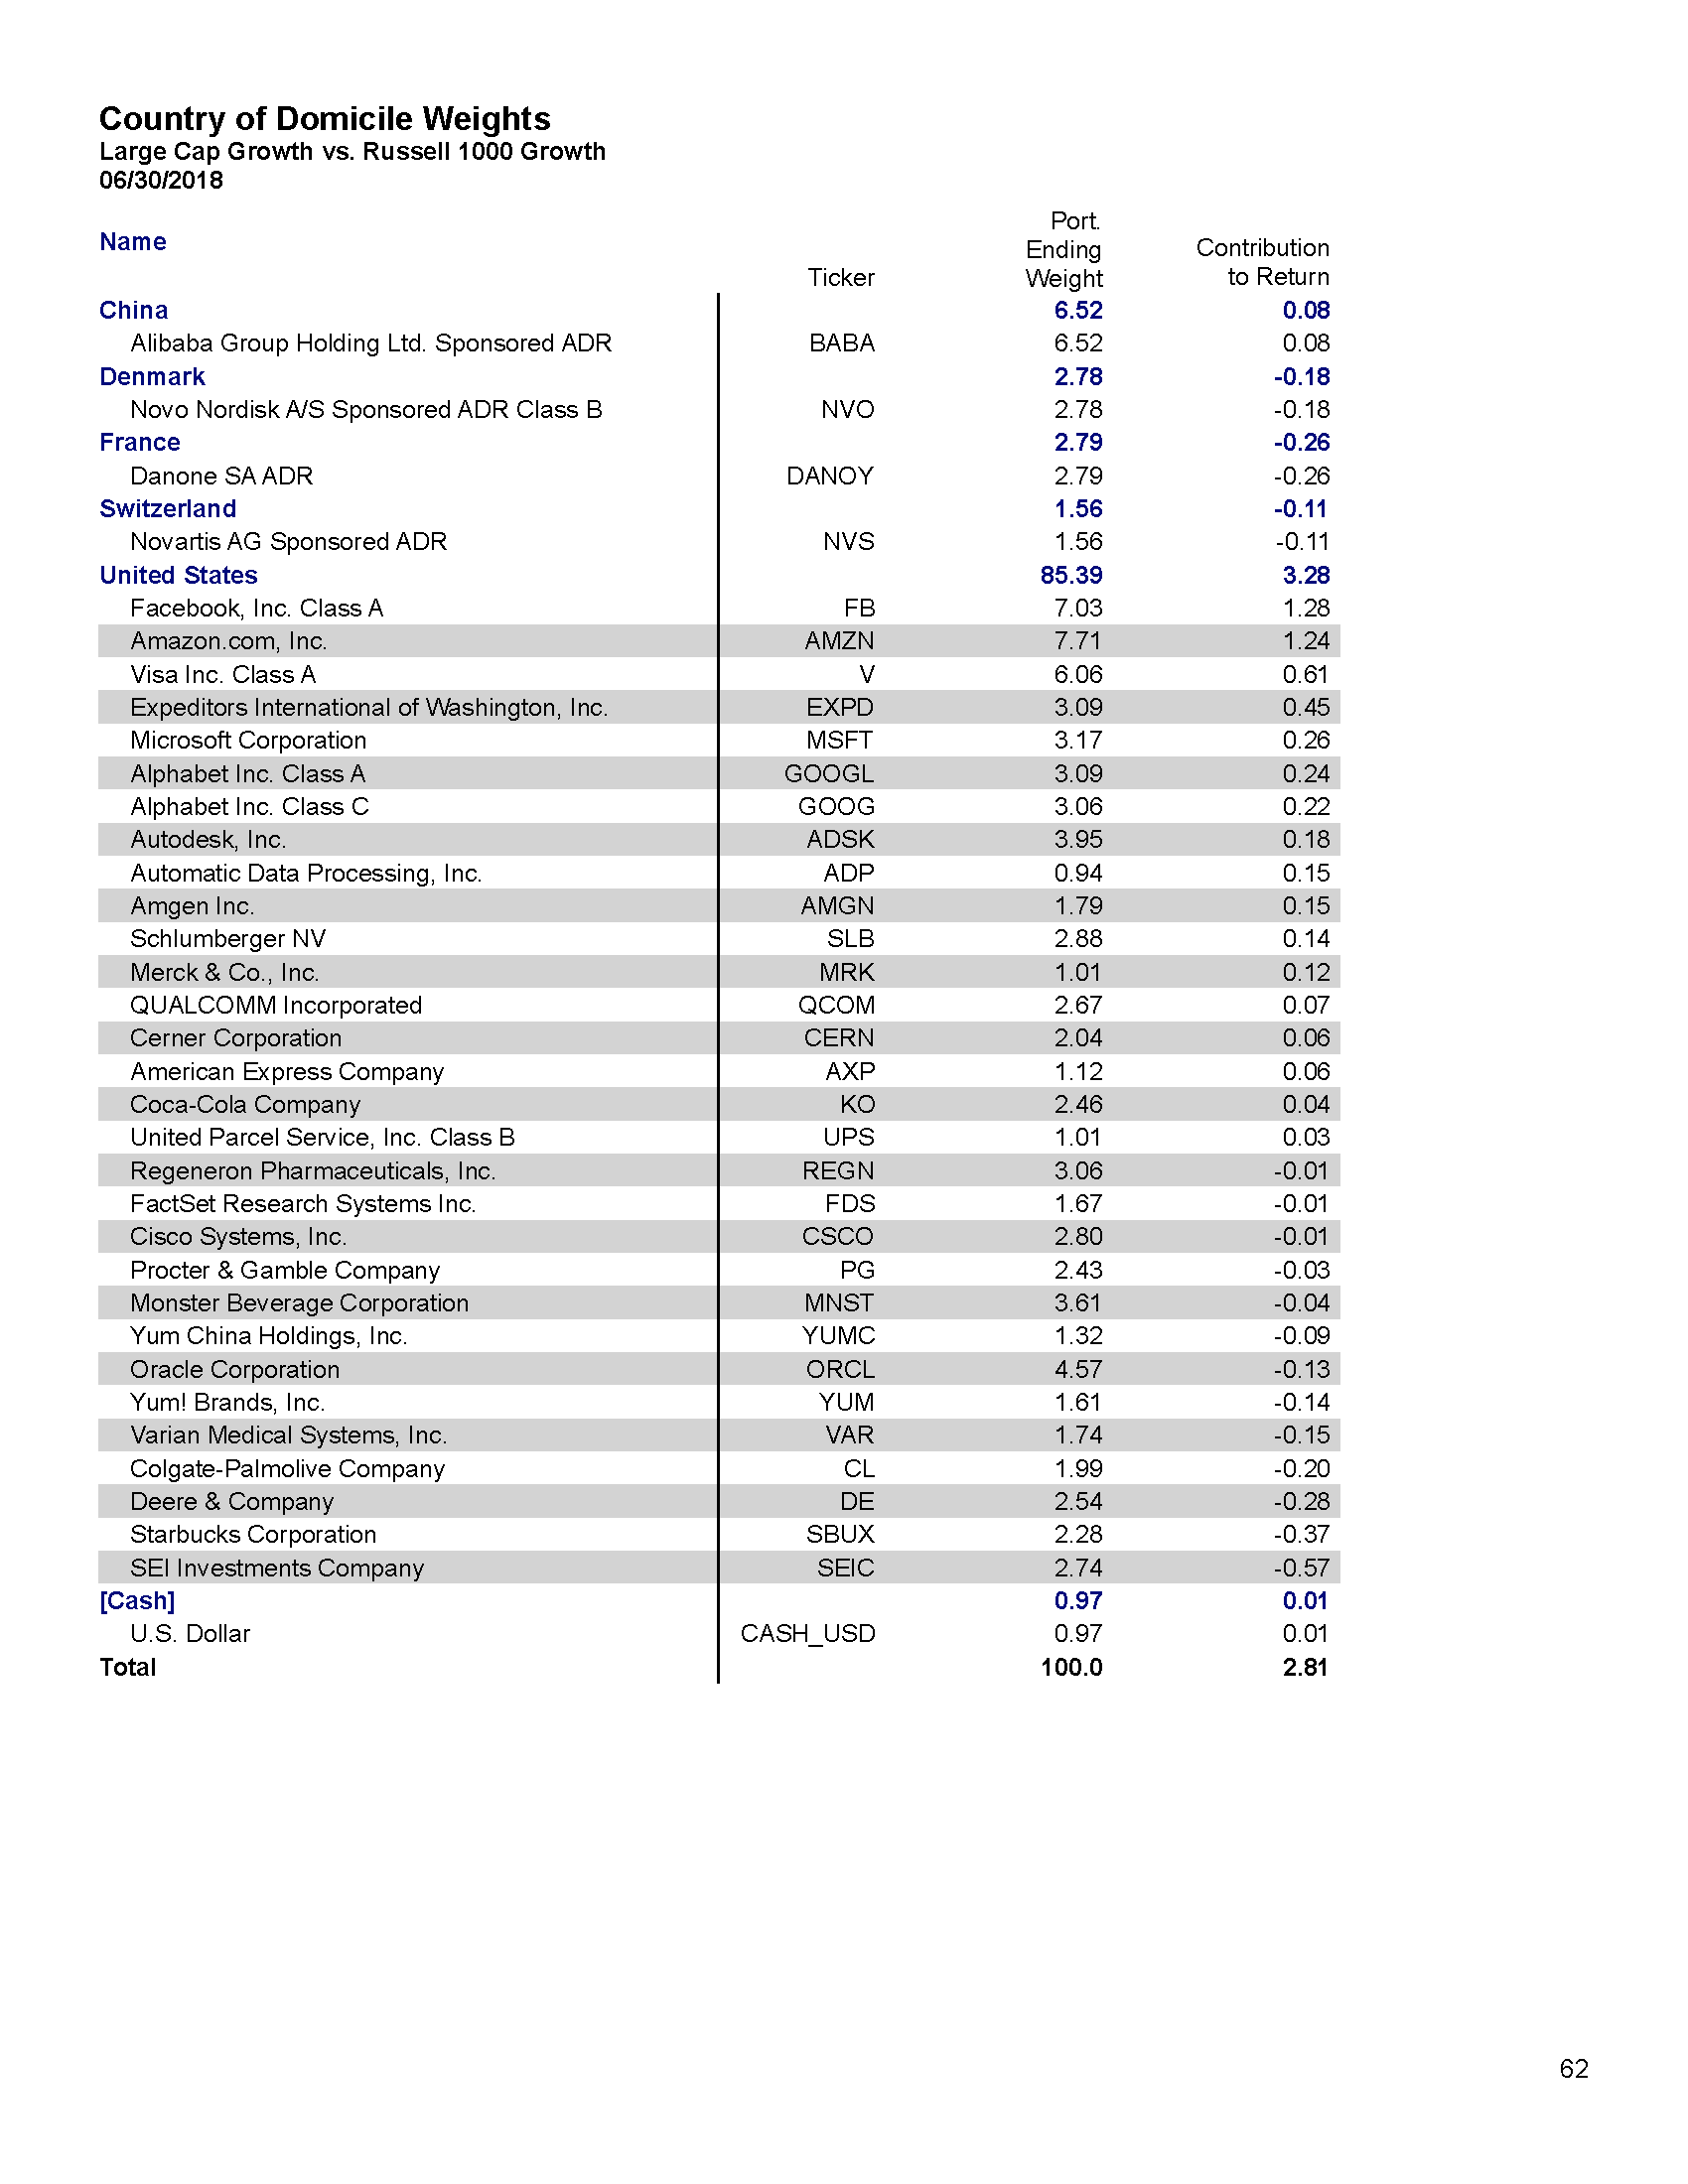 Country of Domicile Weights
Large Cap Growth vs. Russell 1000 Growth
06/30/2018
Name Ticker Port. Ending Weight Contribution to Return
China 6.52 0.08
Alibaba Group Holding Ltd. Sponsored ADR BABA 6.52 0.08
Denmark 2.78 -0.18
Novo Nordisk A/S Sponsored ADR Class B NVO 2.78 -0.18
France 2.79 -0.26
Danone SA ADR DANOY 2.79 -0.26
Switzerland 1.56 -0.11
Novartis AG Sponsored ADR NVS 1.56 -0.11
United States 85.39 3.28
Facebook, Inc. Class A FB 7.03 1.28
Amazon.com, Inc. AMZN 7.71 1.24
Visa Inc. Class A V 6.06 0.61
Expeditors International of Washington, Inc. EXPD 3.09 0.45
Microsoft Corporation MSFT 3.17 0.26
Alphabet Inc. Class A GOOGL 3.09 0.24
Alphabet Inc. Class C GOOG 3.06 0.22
Autodesk, Inc. ADSK 3.95 0.18
Automatic Data Processing, Inc. ADP 0.94 0.15
Amgen Inc. AMGN 1.79 0.15
Schlumberger NV SLB 2.88 0.14
Merck & Co., Inc. MRK 1.01 0.12
QUALCOMM Incorporated QCOM 2.67 0.07
Cerner Corporation CERN 2.04 0.06
American Express Company AXP 1.12 0.06
Coca-Cola Company KO 2.46 0.04
United Parcel Service, Inc. Class B UPS 1.01 0.03
Regeneron Pharmaceuticals, Inc. REGN 3.06 -0.01
FactSet Research Systems Inc. FDS 1.67 -0.01
Cisco Systems, Inc. CSCO 2.80 -0.01
Procter & Gamble Company PG 2.43 -0.03
Monster Beverage Corporation MNST 3.61 -0.04
Yum China Holdings, Inc. YUMC 1.32 -0.09
Oracle Corporation ORCL 4.57 -0.13
Yum! Brands, Inc. YUM 1.61 -0.14
Varian Medical Systems, Inc. VAR 1.74 -0.15
Colgate-Palmolive Company CL 1.99 -0.20
Deere & Company DE 2.54 -0.28
Starbucks Corporation SBUX 2.28 -0.37
SEI Investments Company SEIC 2.74 -0.57
[Cash] 0.97 0.01
U.S. Dollar CASH_USD 0.97 0.01
Total 100.0 2.81
62